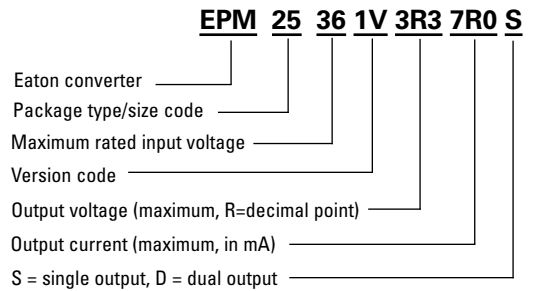 EPM 25 36 1V 3R3 7R0 S
Eaton converter
Package type/size code
Maximum rated input voltage
Version code
Output voltage (maximum, R=decimal point)
Output current (maximum, in mA)
S = single output, D = dual output